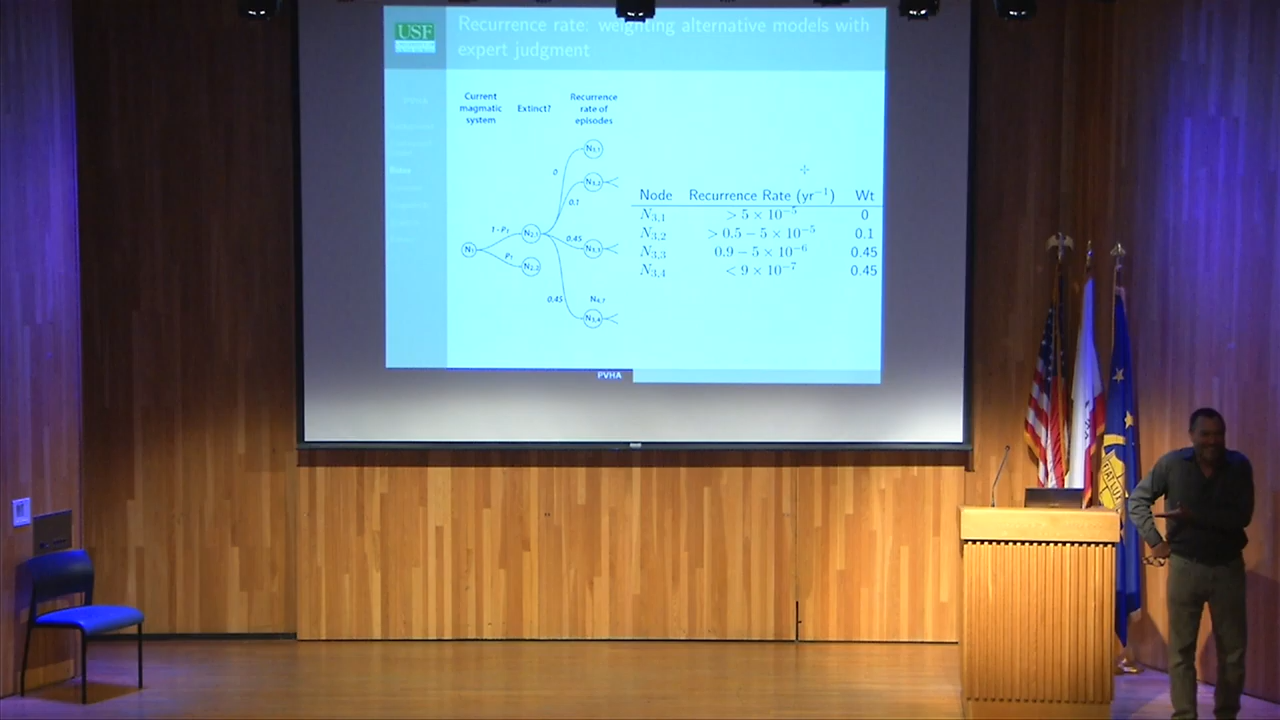 USF
Recurrence rate: weighting alternative models with
expert judgment
PVHA
Current
magmatic
system
Extinct?
Recurrence
rate of
episodes
N₃,₁
0
N₃,₂
0.1
1-P₁
N₂,₁
0.45
N₃,₃
N₁
P₁
N₂,₂
0.45
N₃,₄
Node Recurrence Rate (yr⁻¹) Wt
N₃,₁ > 5 × 10⁻⁵ 0
N₃,₂ > 0.5 − 5 × 10⁻⁵ 0.1
N₃,₃ 0.9 − 5 × 10⁻⁶ 0.45
N₃,₄ < 9 × 10⁻⁷ 0.45
PVHA